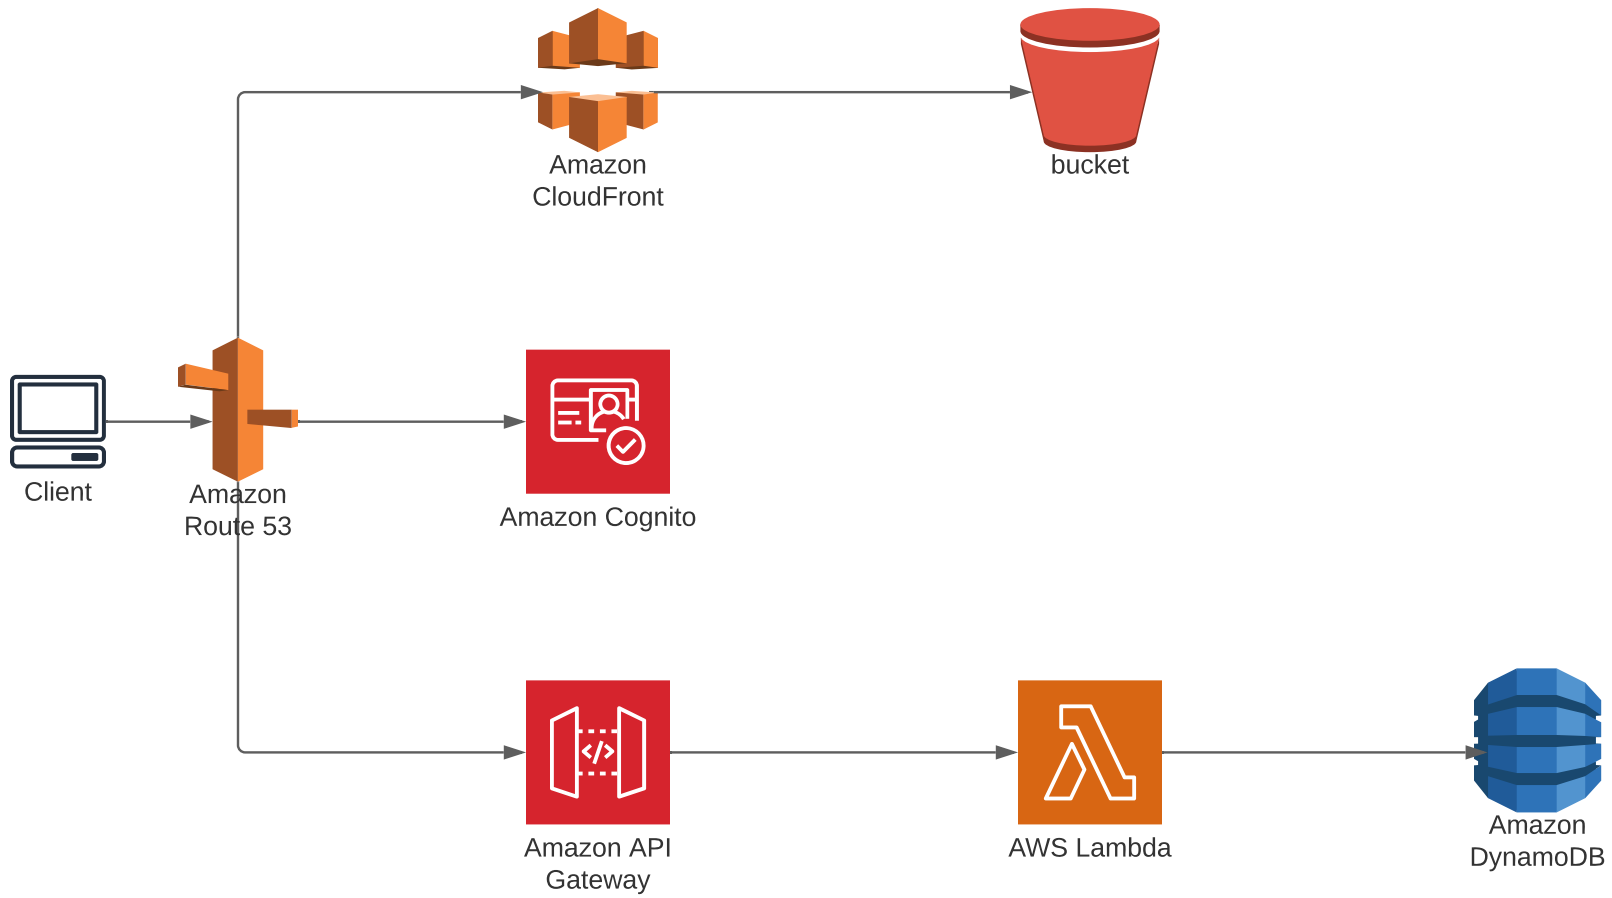 Amazon
CloudFront
bucket
Client
Amazon
Route 53
Amazon Cognito
Amazon API
Gateway
AWS Lambda
Amazon
DynamoDB